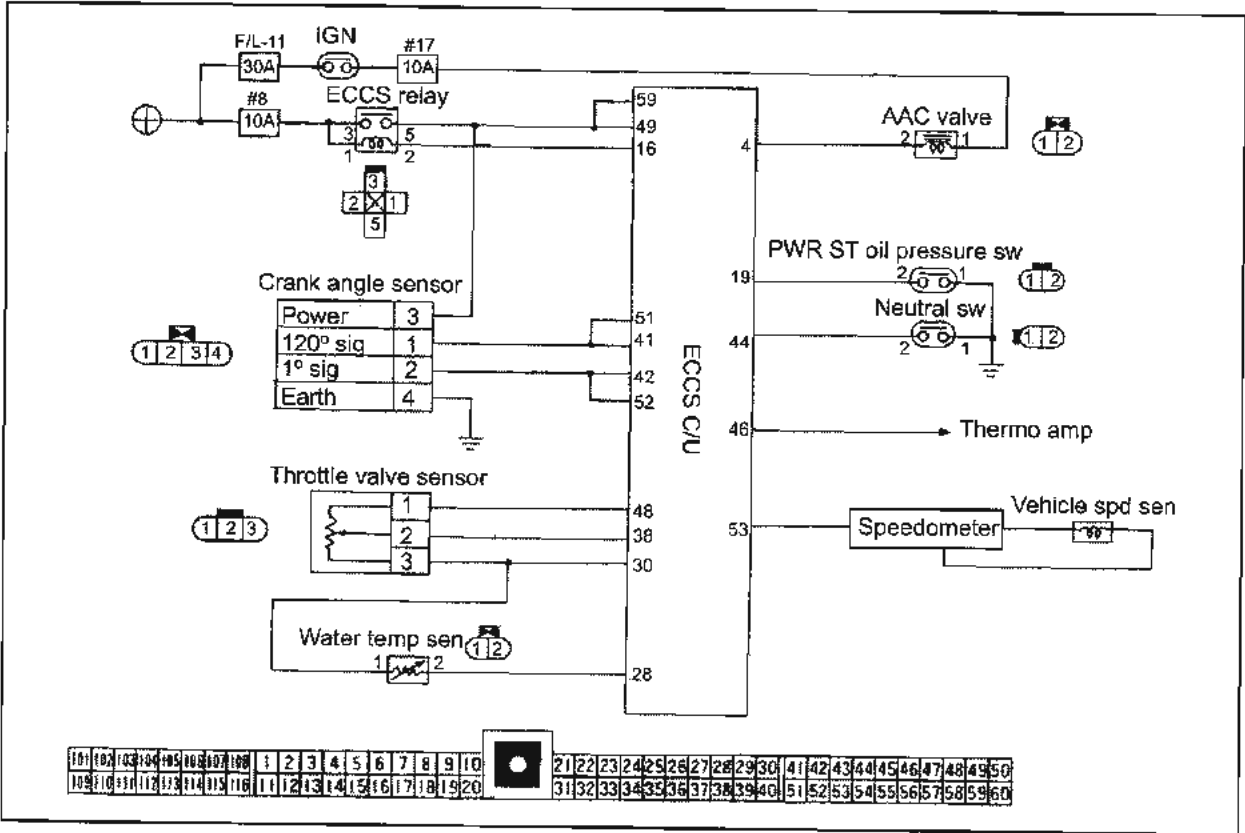 F/L-11
IGN
#17
30A
10A
#8
ECCS relay
10A
3
5
1
2
59
49
16
4
AAC valve
2
1
1 2
3
2 1
5
PWR ST oil pressure sw
19
2
1
1 2
Neutral sw
44
2
1
1 2
Crank angle sensor
Power 3
120º sig 1
1º sig 2
Earth 4
1 2 3 4
51
41
42
52
ECCS C/U
46
Thermo amp
Throttle valve sensor
1
2
3
1 2 3
48
38
30
53
Speedometer
Vehicle spd sen
Water temp sen
1 2
1
2
28
101 102 103 104 105 106 107 108 1 2 3 4 5 6 7 8 9 10 21 22 23 24 25 26 27 28 29 30 41 42 43 44 45 46 47 48 49 50
109 110 111 112 113 114 115 116 11 12 13 14 15 16 17 18 19 20 31 32 33 34 35 36 37 38 39 40 51 52 53 54 55 56 57 58 59 60